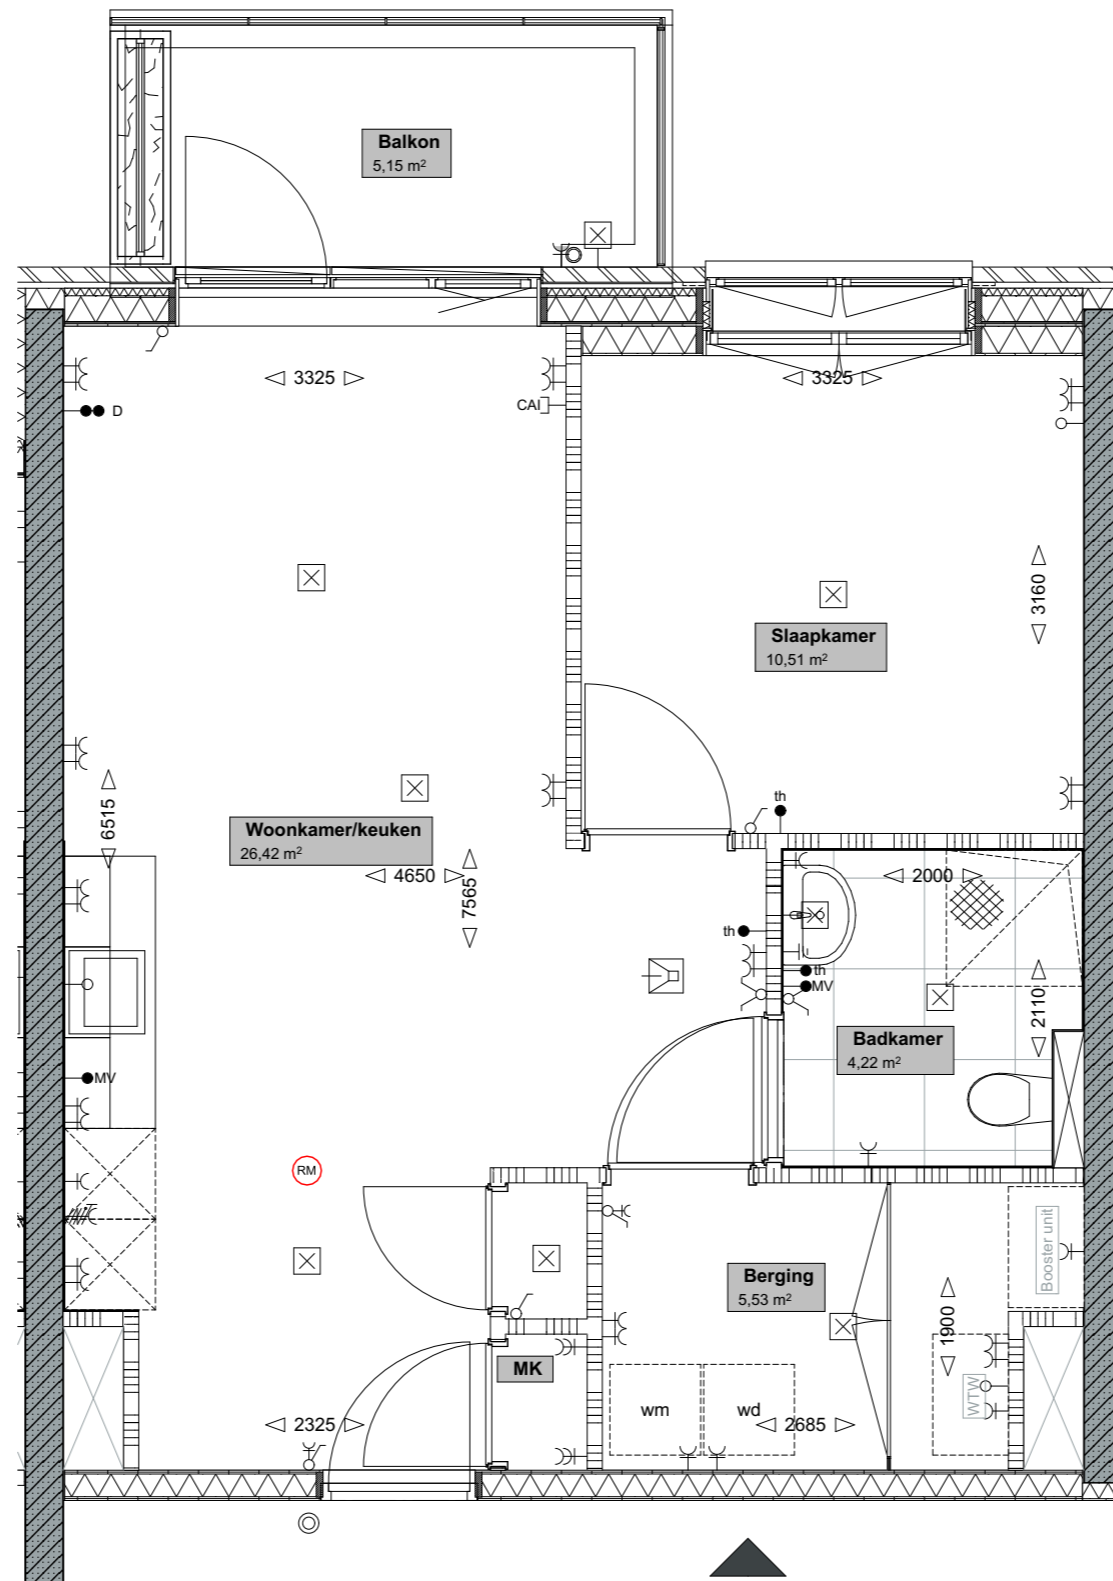 Balkon
5,15 m²
3325
3325
D
CAI
3160
Slaapkamer
10,51 m²
6515
th
Woonkamer/keuken
26,42 m²
4650
7565
2000
th
th
MV
2110
Badkamer
4,22 m²
MV
RM
Booster unit
Berging
5,53 m²
1900
MK
WTW
wm
wd
2325
2685